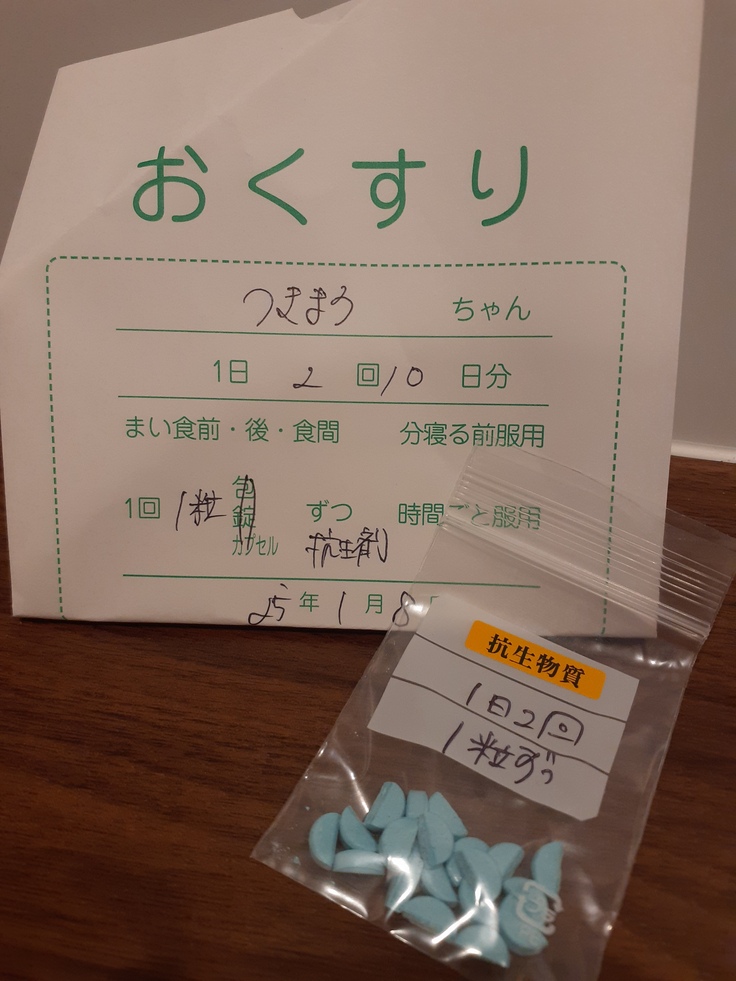 おくすり
つきまろ ちゃん
1日 2 回 10 日分
まい食前・後・食間 分寝る前服用
包
1回 1粒 錠 ずつ 時間ごと服用
カプセル 抗生剤
25年 1月 8
抗生物質
1日2回
1粒ずつ